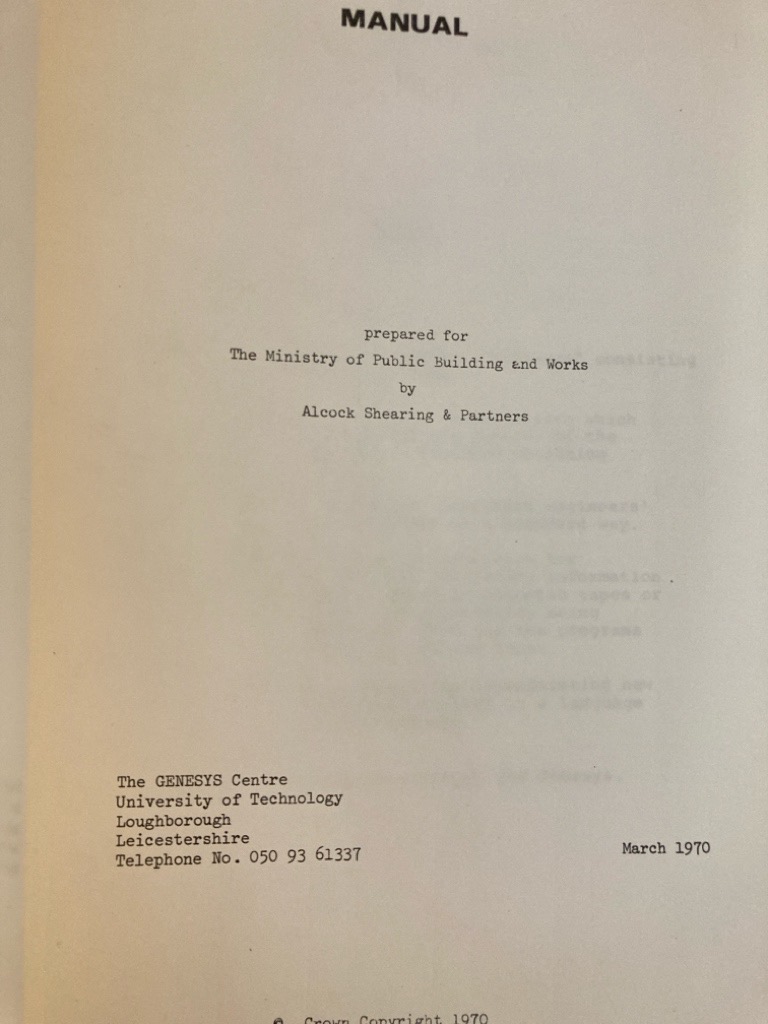 MANUAL
prepared for
The Ministry of Public Building and Works
by
Alcock Shearing & Partners
The GENESYS Centre
University of Technology
Loughborough
Leicestershire
Telephone No. 050 93 61337
March 1970
© Crown Copyright 1970